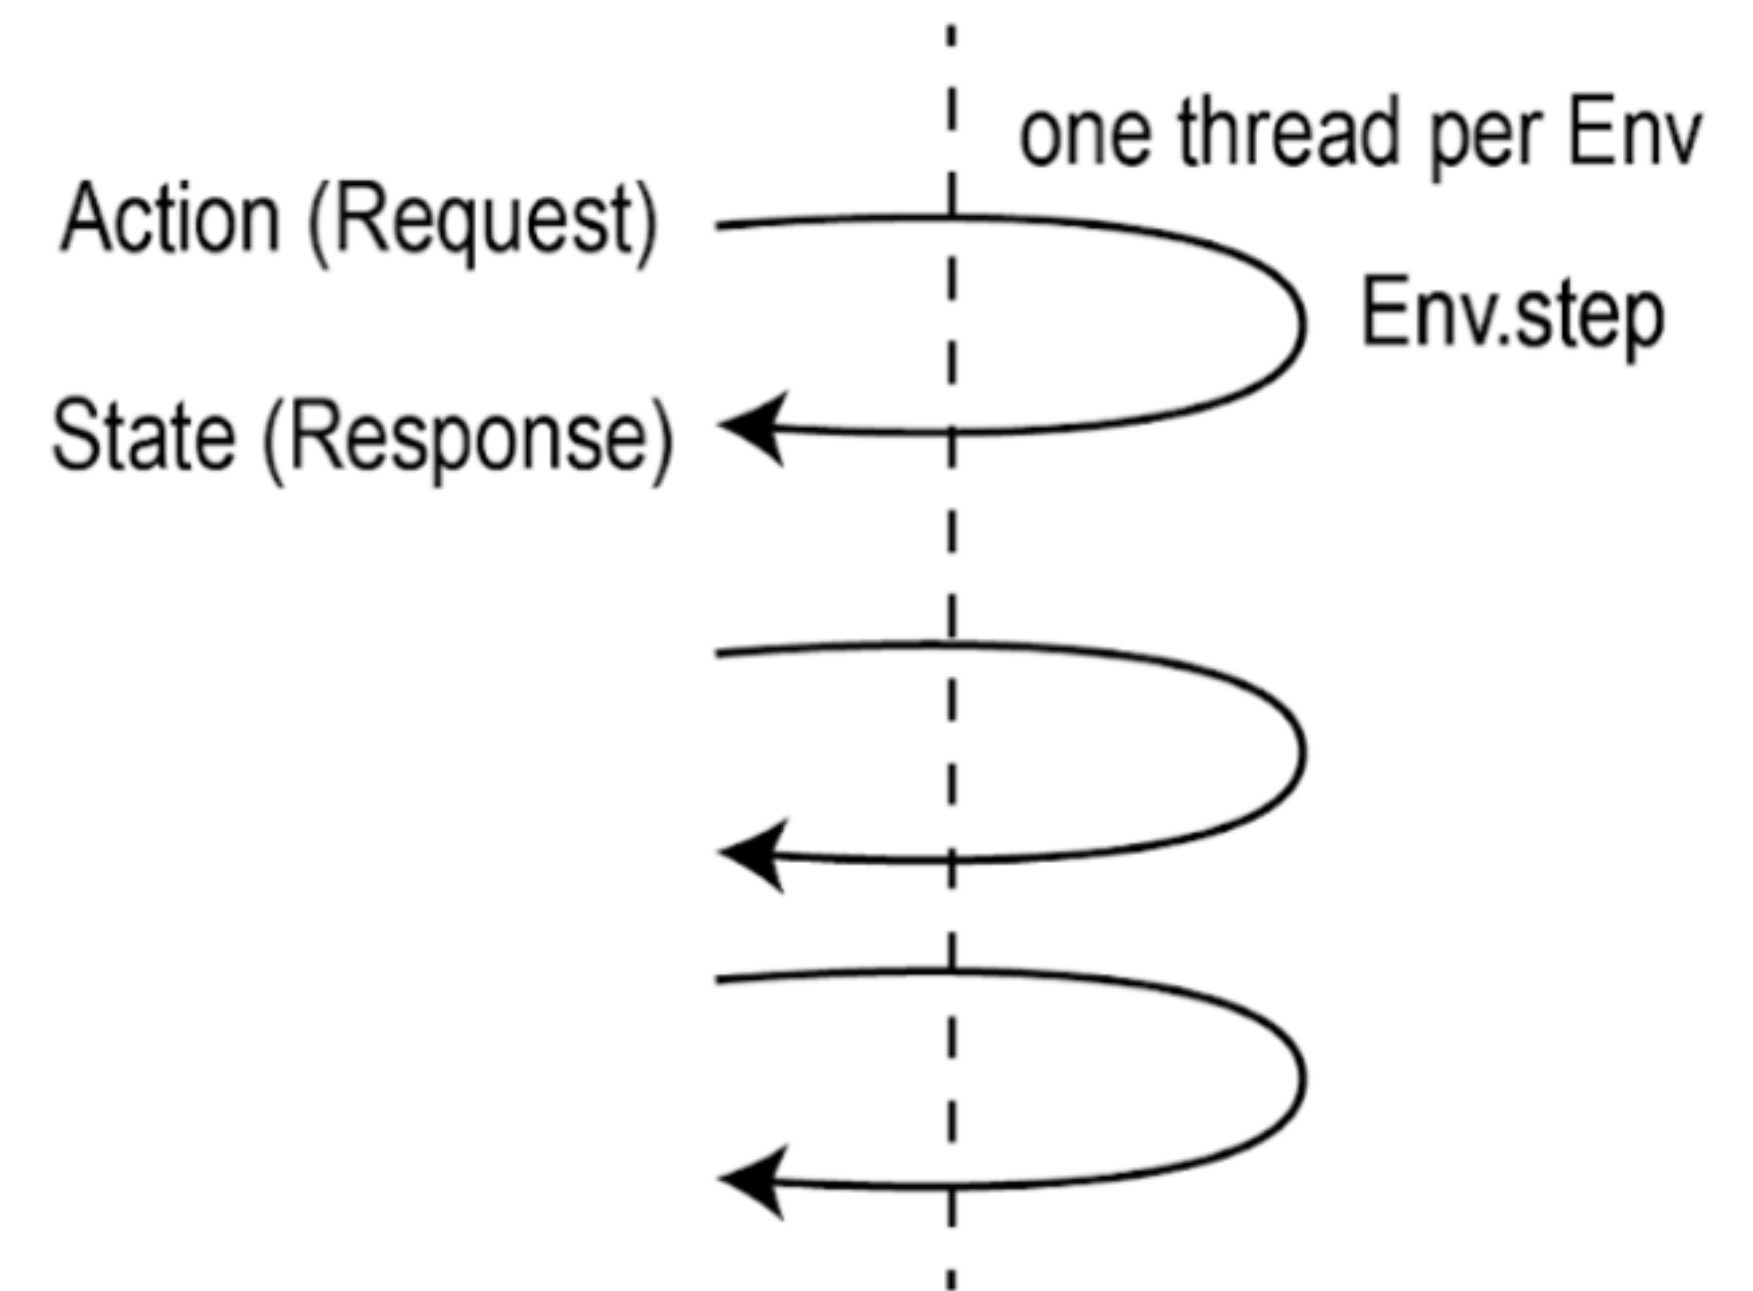 one thread per Env
Action (Request)
Env.step
State (Response)